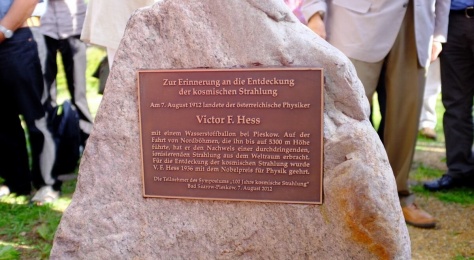 Zur Erinnerung an die Entdeckung
der kosmischen Strahlung
Am 7. August 1912 landete der österreichische Physiker
Victor F. Hess
mit einem Wasserstoffballon bei Pieskow. Auf der
Fahrt von Nordböhmen, die ihn bis auf 5300 m Höhe
führte, hat er den Nachweis einer durchdringenden,
ionisierenden Strahlung aus dem Weltraum erbracht.
Für die Entdeckung der kosmischen Strahlung wurde
V. F. Hess 1936 mit dem Nobelpreis für Physik geehrt.
Die Teilnehmer des Symposiums „100 Jahre kosmische Strahlung"
Bad Saarow-Pieskow, 7. August 2012